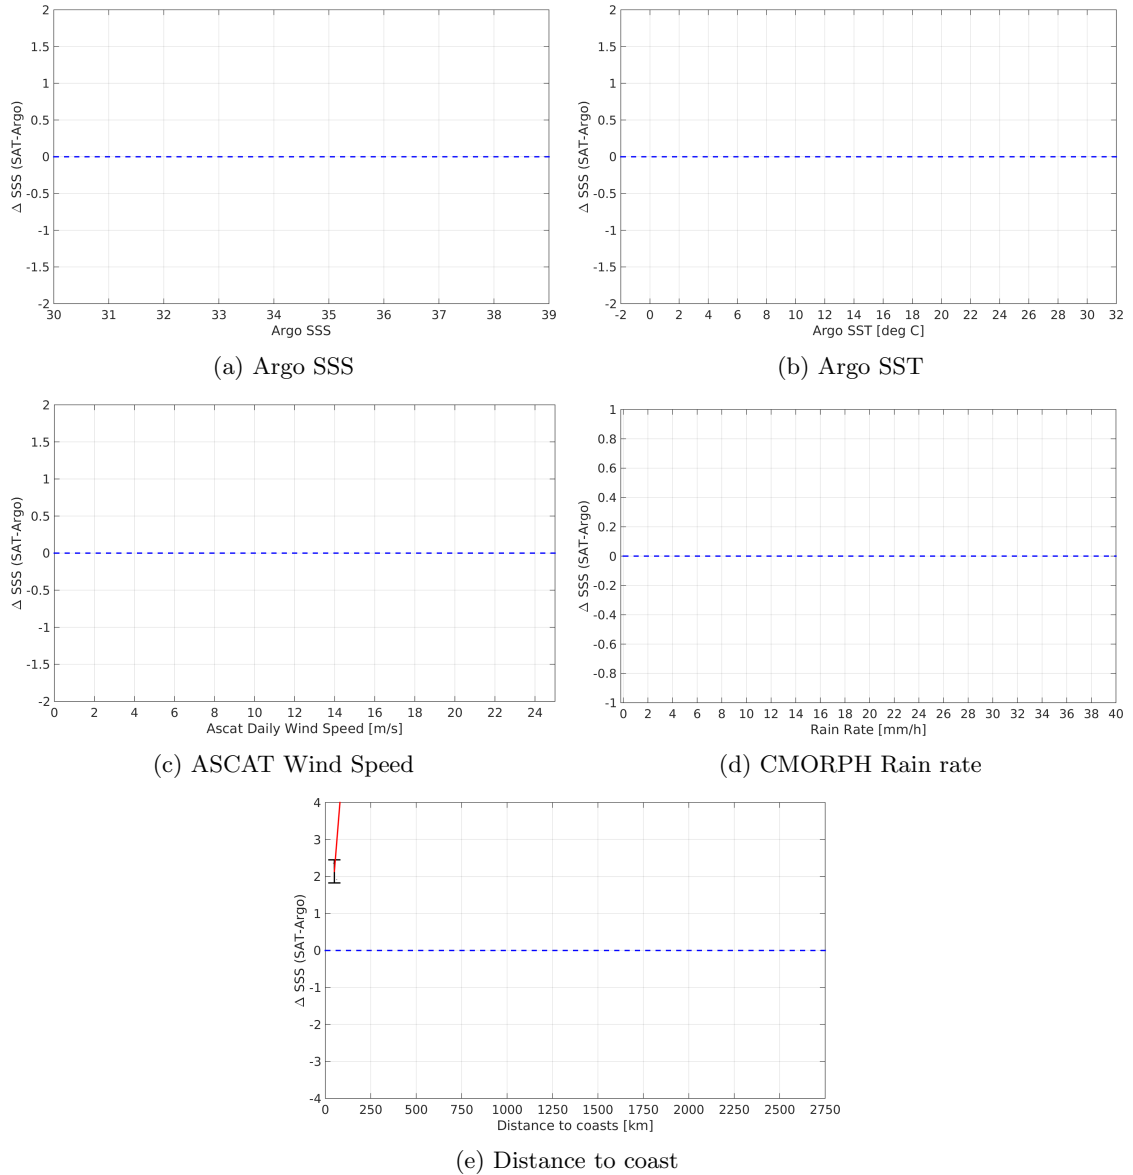 2
1.5
1
0.5
0
-0.5
-1
-1.5
-2
Δ SSS (SAT-Argo)
30 31 32 33 34 35 36 37 38 39
Argo SSS
(a) Argo SSS
2
1.5
1
0.5
0
-0.5
-1
-1.5
-2
Δ SSS (SAT-Argo)
-2 0 2 4 6 8 10 12 14 16 18 20 22 24 26 28 30 32
Argo SST [deg C]
(b) Argo SST
2
1.5
1
0.5
0
-0.5
-1
-1.5
-2
Δ SSS (SAT-Argo)
0 2 4 6 8 10 12 14 16 18 20 22 24
Ascat Daily Wind Speed [m/s]
(c) ASCAT Wind Speed
1
0.8
0.6
0.4
0.2
0
-0.2
-0.4
-0.6
-0.8
-1
Δ SSS (SAT-Argo)
0 2 4 6 8 10 12 14 16 18 20 22 24 26 28 30 32 34 36 38 40
Rain Rate [mm/h]
(d) CMORPH Rain rate
4
3
2
1
0
-1
-2
-3
-4
Δ SSS (SAT-Argo)
0 250 500 750 1000 1250 1500 1750 2000 2250 2500 2750
Distance to coasts [km]
(e) Distance to coast